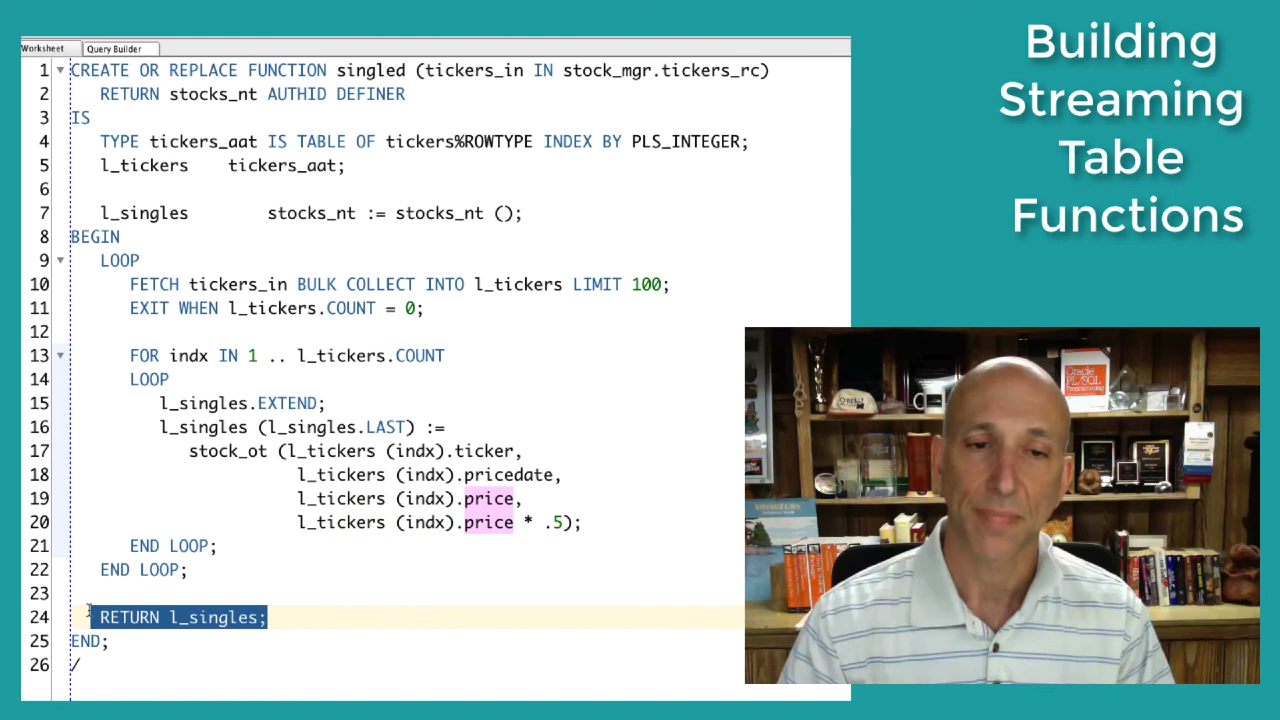 Building
Streaming
Table
Functions
Worksheet Query Builder
1 CREATE OR REPLACE FUNCTION singled (tickers_in IN stock_mgr.tickers_rc)
2 RETURN stocks_nt AUTHID DEFINER
3 IS
4 TYPE tickers_aat IS TABLE OF tickers%ROWTYPE INDEX BY PLS_INTEGER;
5 l_tickers tickers_aat;
6
7 l_singles stocks_nt := stocks_nt ();
8 BEGIN
9 LOOP
10 FETCH tickers_in BULK COLLECT INTO l_tickers LIMIT 100;
11 EXIT WHEN l_tickers.COUNT = 0;
12
13 FOR indx IN 1 .. l_tickers.COUNT
14 LOOP
15 l_singles.EXTEND;
16 l_singles (l_singles.LAST) :=
17 stock_ot (l_tickers (indx).ticker,
18 l_tickers (indx).pricedate,
19 l_tickers (indx).price,
20 l_tickers (indx).price * .5);
21 END LOOP;
22 END LOOP;
23
24 RETURN l_singles;
25 END;
26 /
O'REILLY
Oracle
PL/SQL
Programming